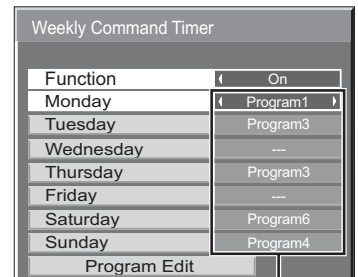 Weekly Command Timer
Function On
Monday Program1
Tuesday Program3
Wednesday ---
Thursday Program3
Friday ---
Saturday Program6
Sunday Program4
Program Edit